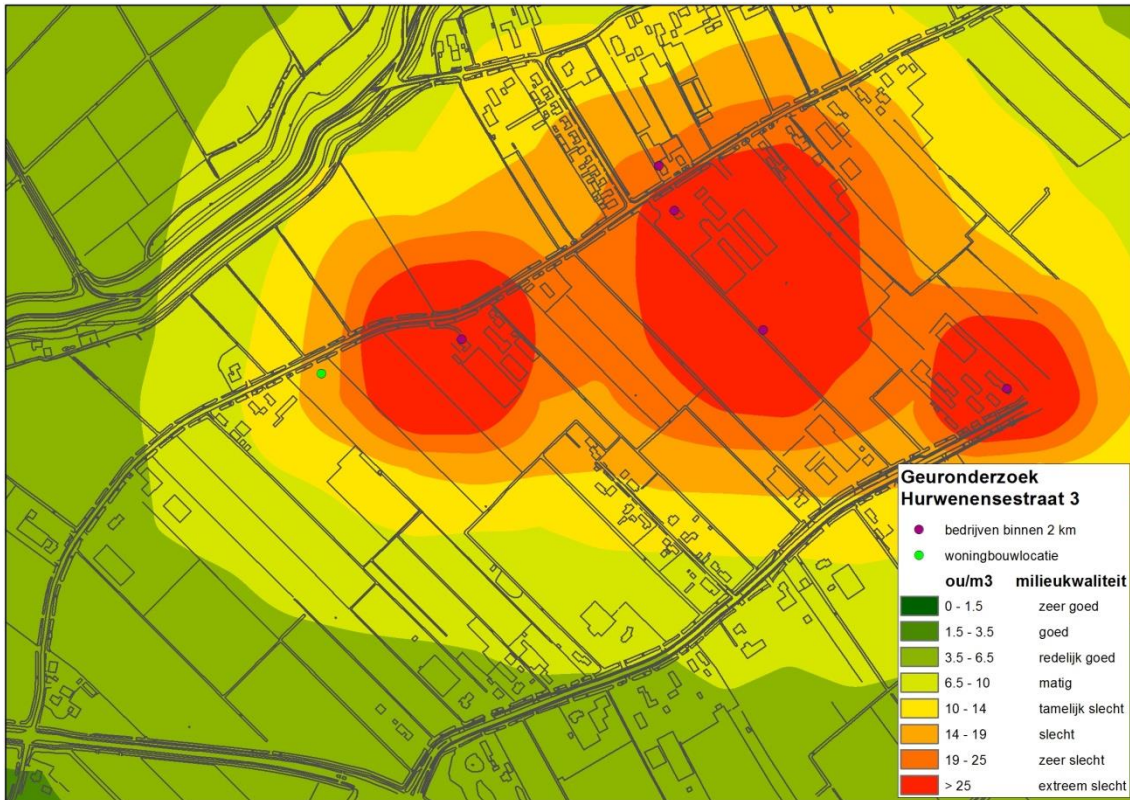 Geuronderzoek
Hurwenensestraat 3
bedrijven binnen 2 km
woningbouwlocatie
ou/m3 milieukwaliteit
0 - 1.5 zeer goed
1.5 - 3.5 goed
3.5 - 6.5 redelijk goed
6.5 - 10 matig
10 - 14 tamelijk slecht
14 - 19 slecht
19 - 25 zeer slecht
> 25 extreem slecht